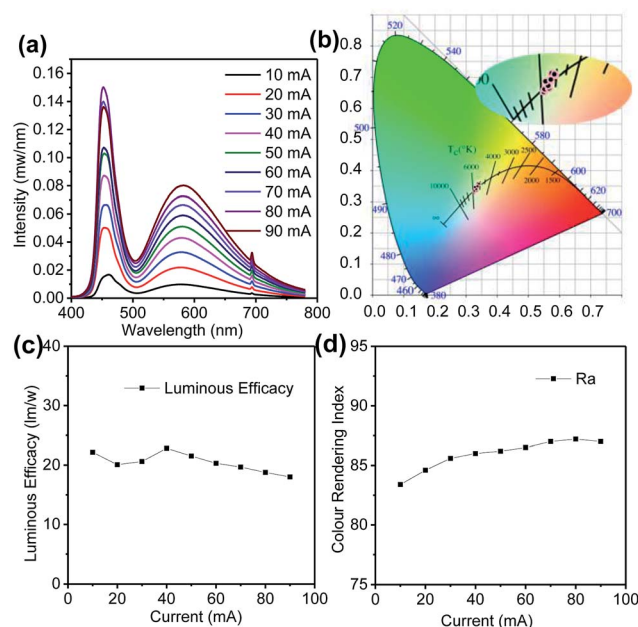 (a)
0.16
0.14
0.12
0.10
0.08
0.06
0.04
0.02
0.00
Intensity (mw/nm)
400 500 600 700 800
Wavelength (nm)
10 mA
20 mA
30 mA
40 mA
50 mA
60 mA
70 mA
80 mA
90 mA
(b)
0.9
0.8
0.7
0.6
0.5
0.4
0.3
0.2
0.1
0.0
0.0 0.1 0.2 0.3 0.4 0.5 0.6 0.7
520
540
500
580
600
620
700
490
480
470
460
380
Tc(°K)
10000
6000
4000
3000
2500
2000
1500
∞
(c)
40
30
20
10
0
Luminous Efficacy (lm/w)
Luminous Efficacy
0 20 40 60 80 100
Current (mA)
(d)
95
90
85
80
75
Colour Rendering Index
Ra
0 20 40 60 80 100
Current (mA)